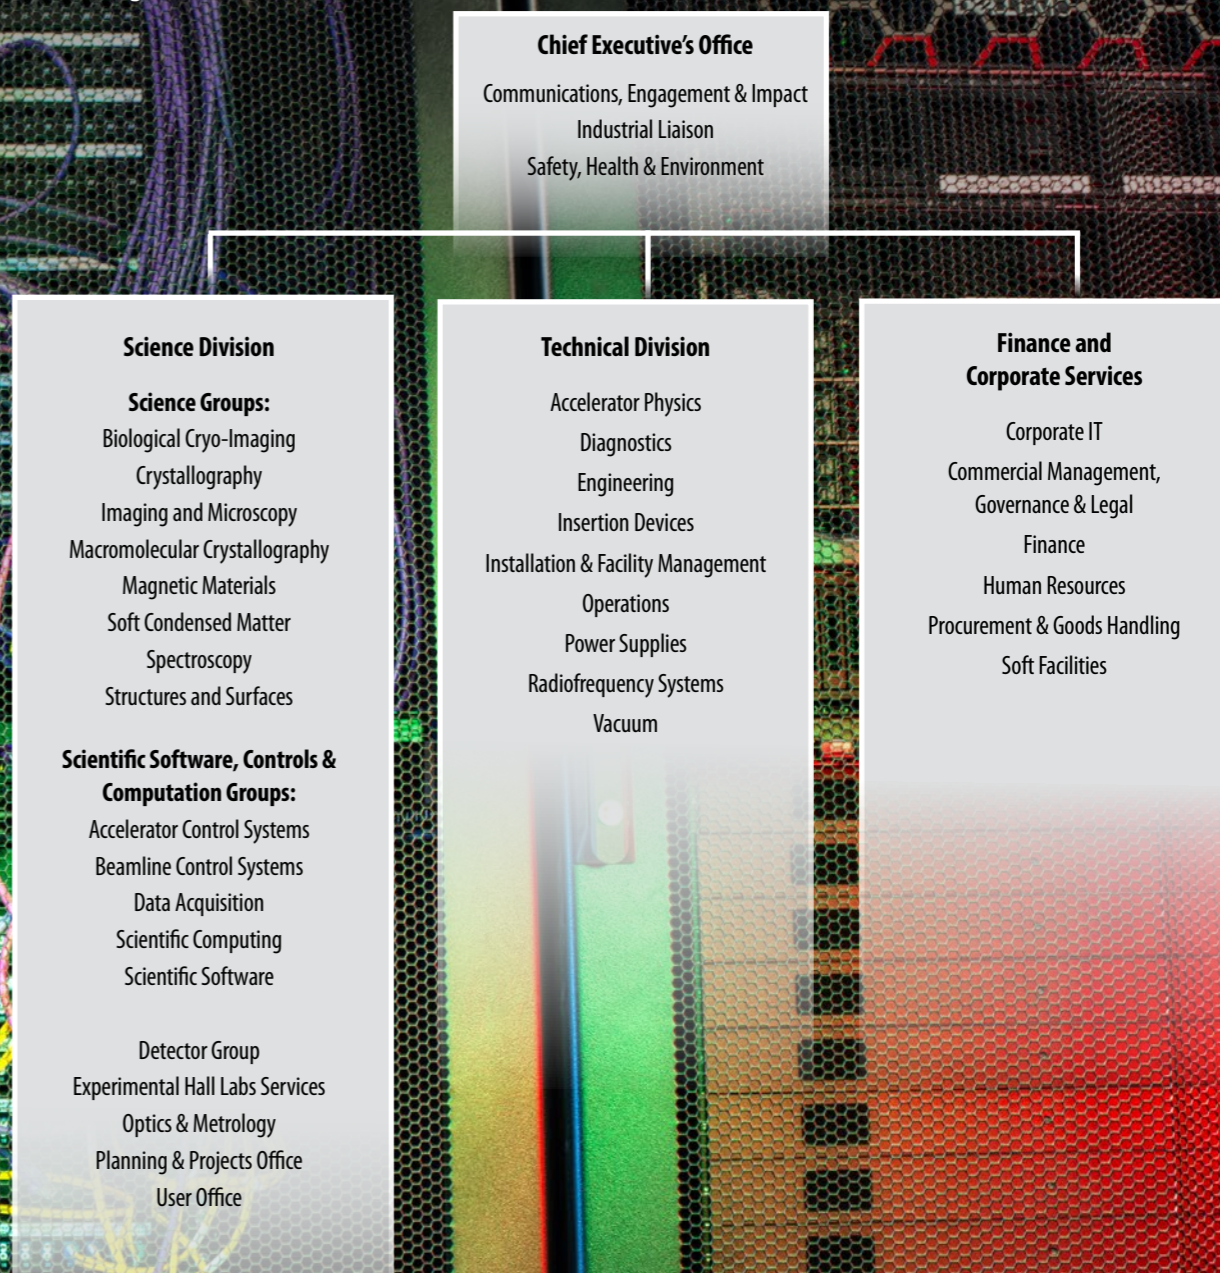 Chief Executive's Office
Communications, Engagement & Impact
Industrial Liaison
Safety, Health & Environment
Science Division
Science Groups:
Biological Cryo-Imaging
Crystallography
Imaging and Microscopy
Macromolecular Crystallography
Magnetic Materials
Soft Condensed Matter
Spectroscopy
Structures and Surfaces
Scientific Software, Controls &
Computation Groups:
Accelerator Control Systems
Beamline Control Systems
Data Acquisition
Scientific Computing
Scientific Software
Detector Group
Experimental Hall Labs Services
Optics & Metrology
Planning & Projects Office
User Office
Technical Division
Accelerator Physics
Diagnostics
Engineering
Insertion Devices
Installation & Facility Management
Operations
Power Supplies
Radiofrequency Systems
Vacuum
Finance and
Corporate Services
Corporate IT
Commercial Management,
Governance & Legal
Finance
Human Resources
Procurement & Goods Handling
Soft Facilities